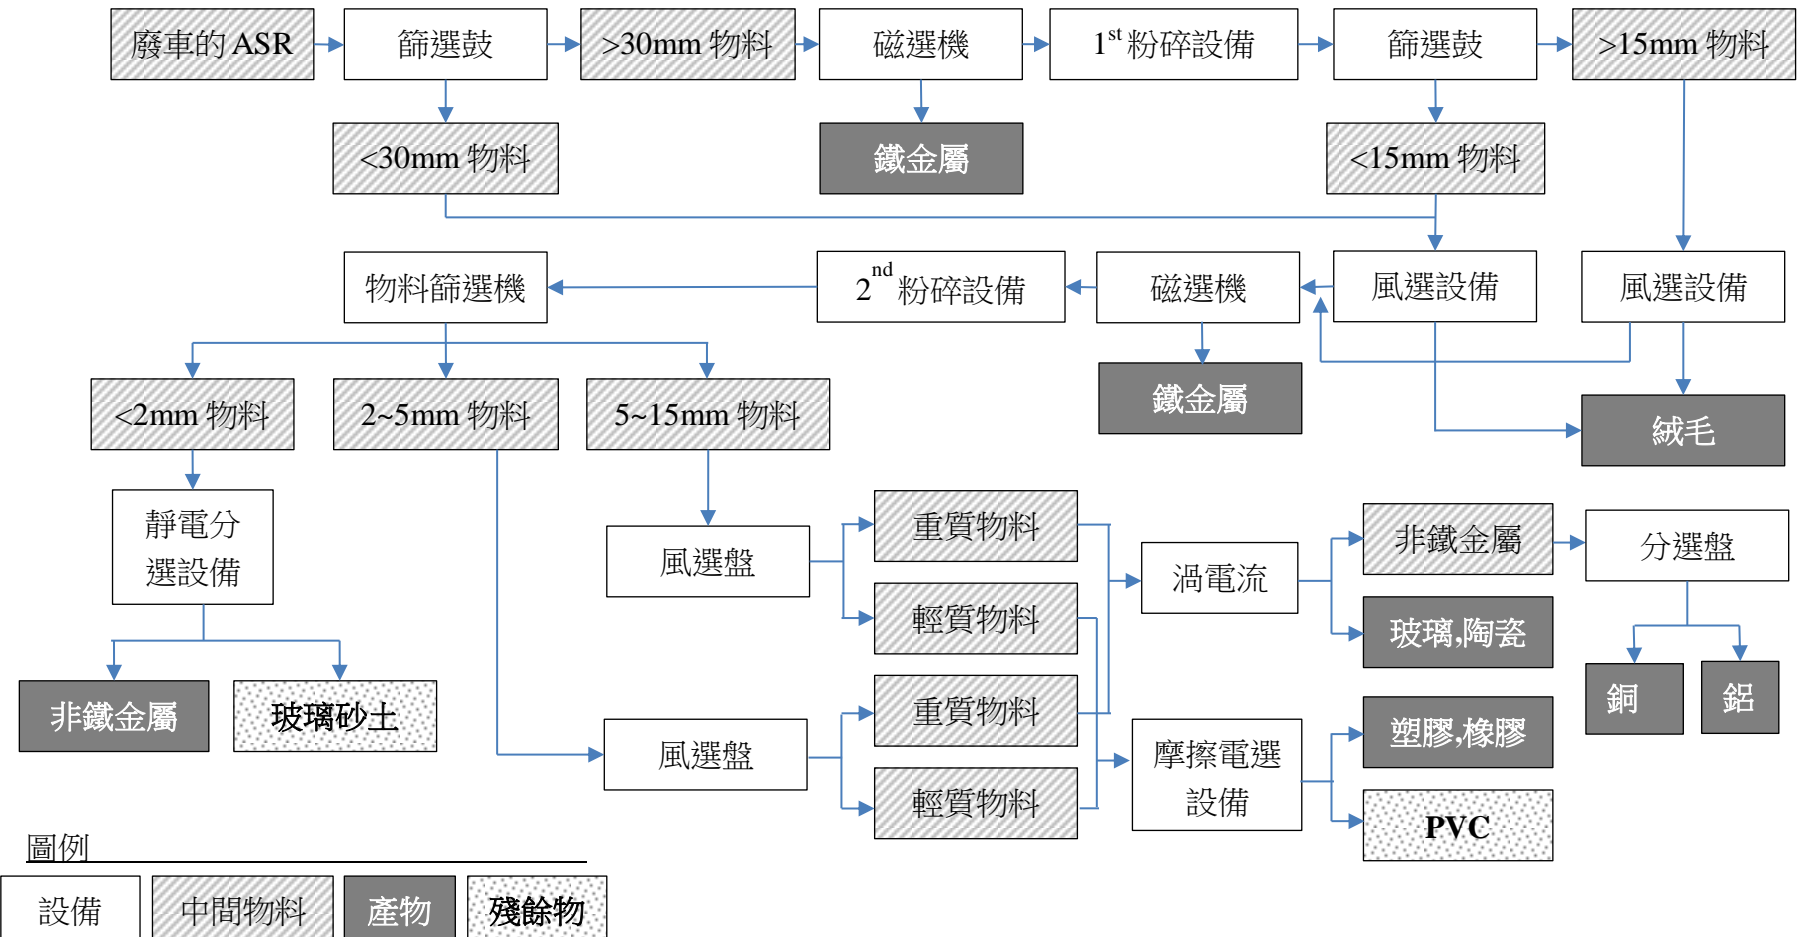 廢車的 ASR
篩選鼓
>30mm 物料
磁選機
1st 粉碎設備
篩選鼓
>15mm 物料
<30mm 物料
鐵金屬
<15mm 物料
物料篩選機
2nd 粉碎設備
磁選機
風選設備
風選設備
<2mm 物料
2~5mm 物料
5~15mm 物料
鐵金屬
絨毛
靜電分
選設備
風選盤
重質物料
輕質物料
渦電流
非鐵金屬
分選盤
玻璃,陶瓷
非鐵金屬
玻璃砂土
風選盤
重質物料
輕質物料
摩擦電選
設備
塑膠,橡膠
PVC
銅
鋁
圖例
設備
中間物料
產物
殘餘物